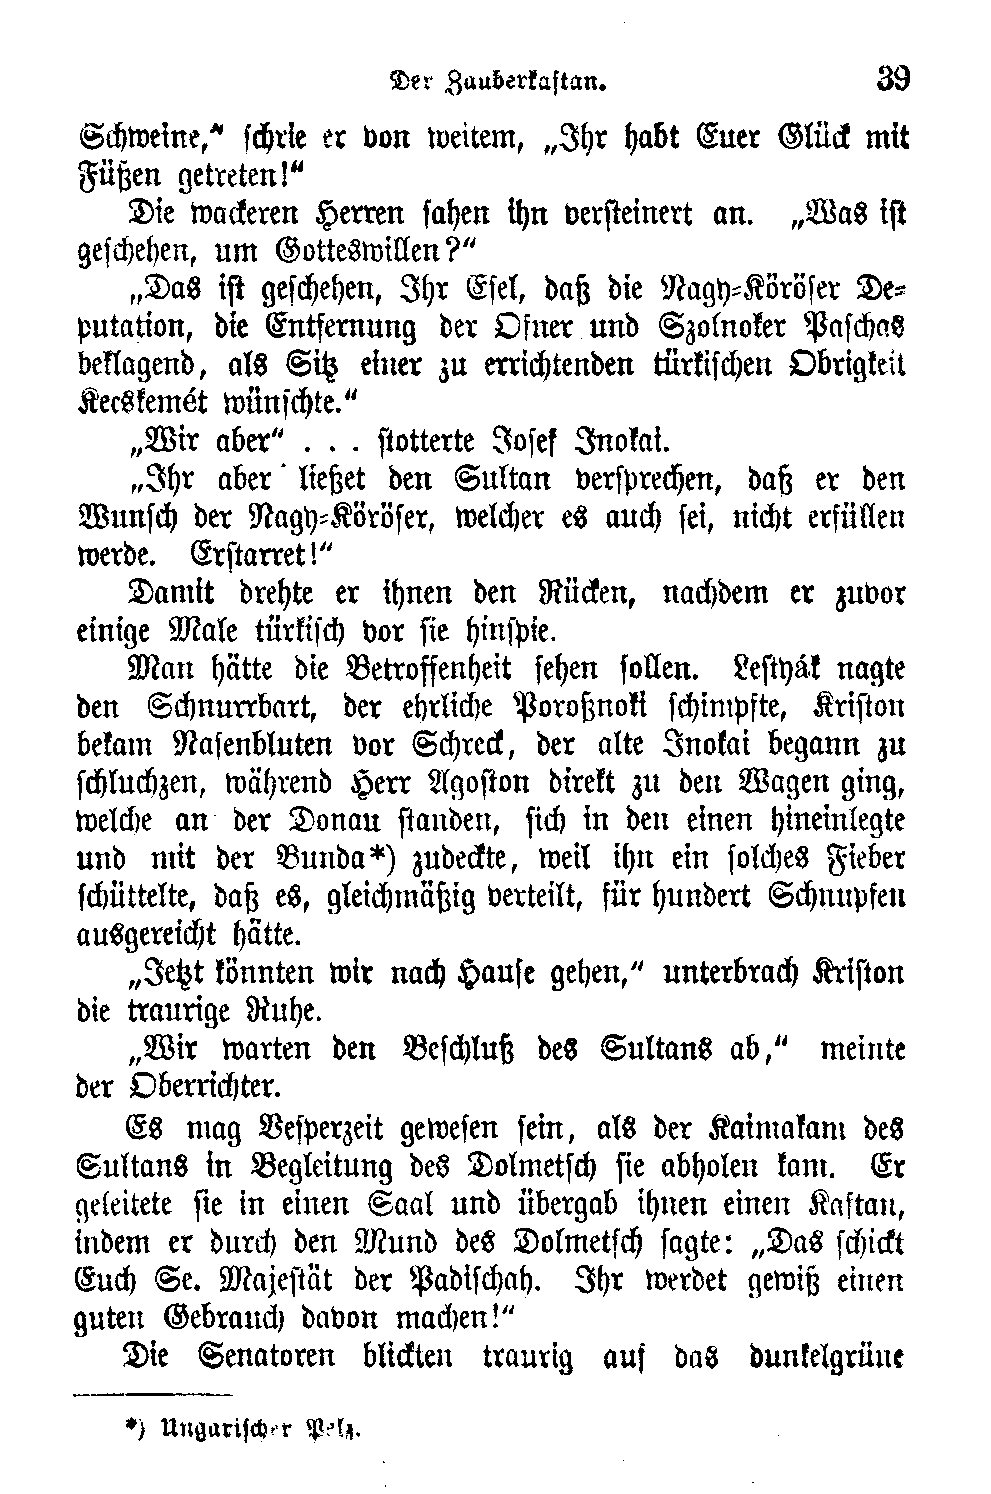 Der Zauberkaftan. 39
Schweine,“ schrie er von weitem, „Ihr habt Euer Glück mit
Füßen getreten!“
Die wackeren Herren sahen ihn versteinert an. „Was ist
geschehen, um Gotteswillen?“
„Das ist geschehen, Ihr Esel, daß die Nagy-Köröser De-
putation, die Entfernung der Ofner und Szolnoker Paschas
beklagend, als Sitz einer zu errichtenden türkischen Obrigkeit
Kecskemét wünschte.“
„Wir aber“ . . . stotterte Josef Inokai.
„Ihr aber ließet den Sultan versprechen, daß er den
Wunsch der Nagy-Köröser, welcher es auch sei, nicht erfüllen
werde. Erstarret!“
Damit drehte er ihnen den Rücken, nachdem er zuvor
einige Male türkisch vor sie hinspie.
Man hätte die Betroffenheit sehen sollen. Lestyák nagte
den Schnurrbart, der ehrliche Poroßnoki schimpfte, Kriston
bekam Nasenbluten vor Schreck, der alte Inokai begann zu
schluchzen, während Herr Agoston direkt zu den Wagen ging,
welche an der Donau standen, sich in den einen hineinlegte
und mit der Bunda*) zudeckte, weil ihn ein solches Fieber
schüttelte, daß es, gleichmäßig verteilt, für hundert Schnupfen
ausgereicht hätte.
„Jetzt könnten wir nach Hause gehen,“ unterbrach Kriston
die traurige Ruhe.
„Wir warten den Beschluß des Sultans ab,“ meinte
der Oberrichter.
Es mag Vesperzeit gewesen sein, als der Kaimakam des
Sultans in Begleitung des Dolmetsch sie abholen kam. Er
geleitete sie in einen Saal und übergab ihnen einen Kaftan,
indem er durch den Mund des Dolmetsch sagte: „Das schickt
Euch Se. Majestät der Padischah. Ihr werdet gewiß einen
guten Gebrauch davon machen!“
Die Senatoren blickten traurig auf das dunkelgrüne
*) Ungarischer Pelz.